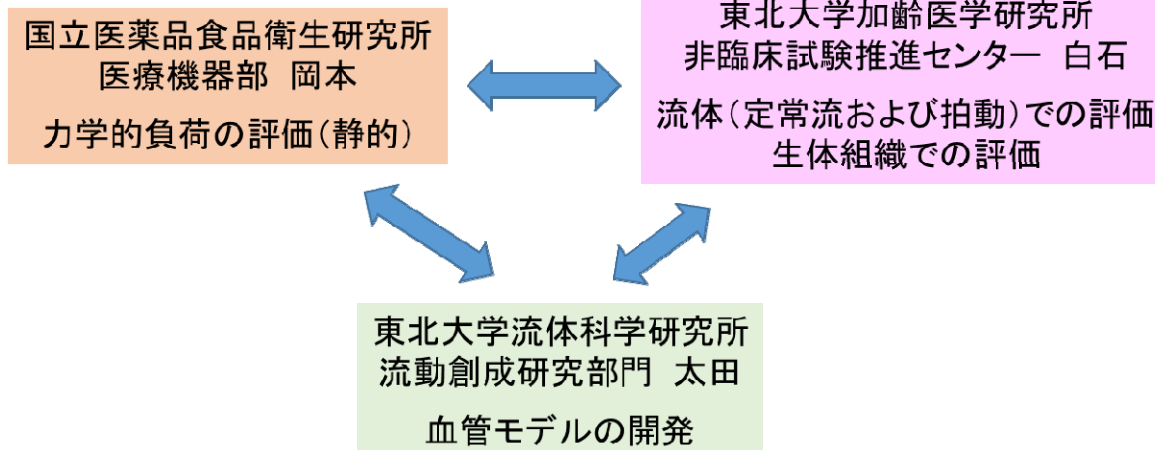 国立医薬品食品衛生研究所
医療機器部 岡本
力学的負荷の評価(静的)
東北大学加齢医学研究所
非臨床試験推進センター 白石
流体(定常流および拍動)での評価
生体組織での評価
東北大学流体科学研究所
流動創成研究部門 太田
血管モデルの開発